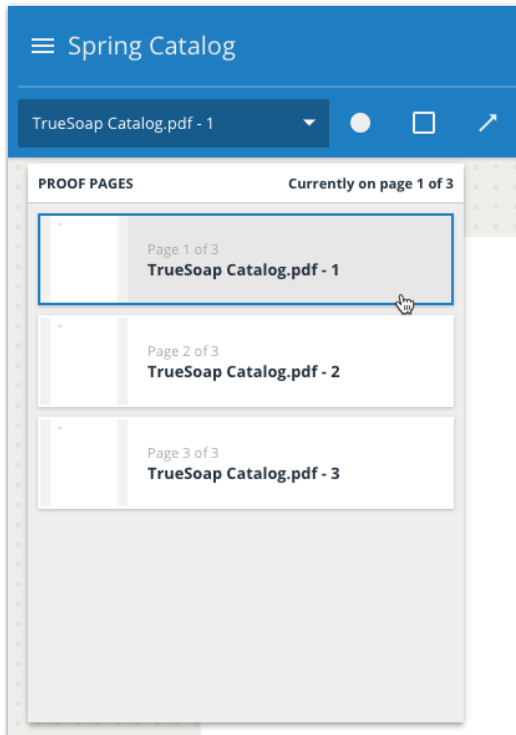 Spring Catalog
TrueSoap Catalog.pdf - 1
PROOF PAGES Currently on page 1 of 3
Page 1 of 3
TrueSoap Catalog.pdf - 1
Page 2 of 3
TrueSoap Catalog.pdf - 2
Page 3 of 3
TrueSoap Catalog.pdf - 3